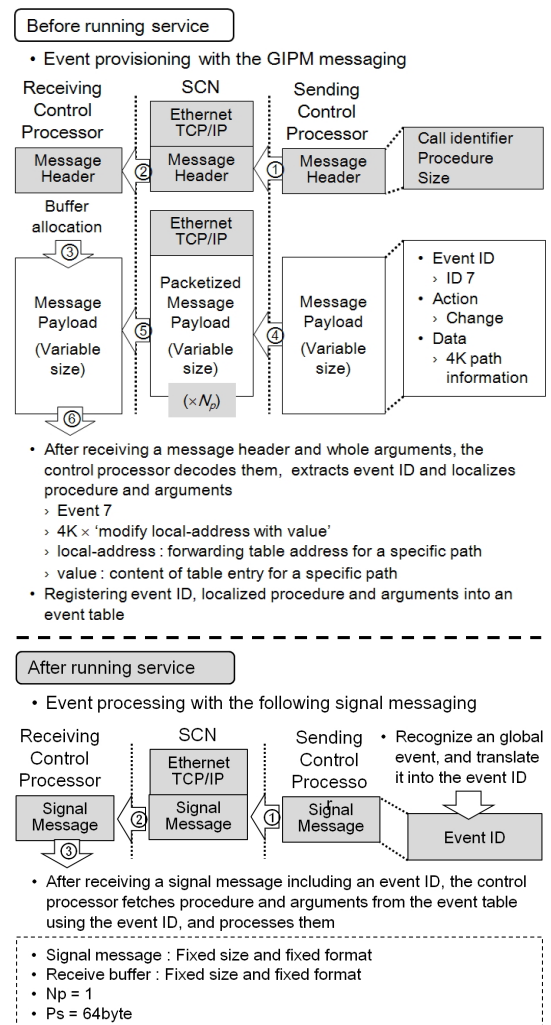 Before running service
• Event provisioning with the GIPM messaging
Receiving
Control
Processor
SCN
Sending
Control
Processor
Ethernet
TCP/IP
Message
Header
②
Message
Header
①
Message
Header
Call identifier
Procedure
Size
Buffer
allocation
③
Ethernet
TCP/IP
Message
Payload
(Variable
size)
⑤
Packetized
Message
Payload
(Variable
size)
(×Np)
④
Message
Payload
(Variable
size)
• Event ID
› ID 7
• Action
› Change
• Data
› 4K path
information
⑥
• After receiving a message header and whole arguments, the
control processor decodes them, extracts event ID and localizes
procedure and arguments
› Event 7
› 4K × ‘modify local-address with value’
› local-address : forwarding table address for a specific path
› value : content of table entry for a specific path
• Registering event ID, localized procedure and arguments into an
event table
After running service
• Event processing with the following signal messaging
Receiving
Control
Processor
SCN
Sending
Control
Processo
r
• Recognize an global
event, and translate
it into the event ID
Ethernet
TCP/IP
Signal
Message
②
Signal
Message
①
Signal
Message
Event ID
③
• After receiving a signal message including an event ID, the control
processor fetches procedure and arguments from the event table
using the event ID, and processes them
• Signal message : Fixed size and fixed format
• Receive buffer : Fixed size and fixed format
• Np = 1
• Ps = 64byte